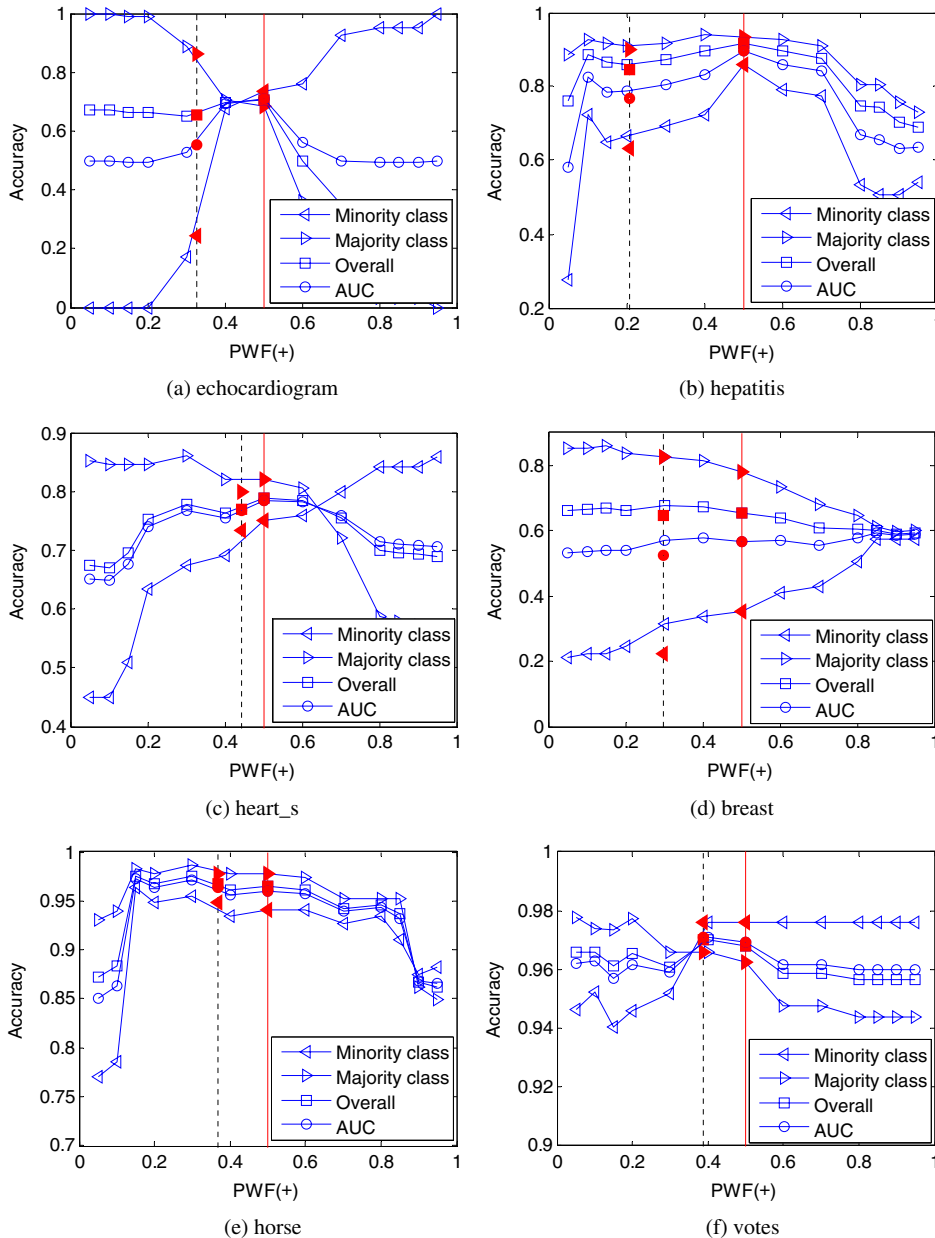 1
0.8
0.6
0.4
0.2
0
0 0.2 0.4 0.6 0.8 1
Accuracy
PWF(+)
Minority class
Majority class
Overall
AUC
(a) echocardiogram
1
0.8
0.6
0.4
0.2
0 0.2 0.4 0.6 0.8 1
Accuracy
PWF(+)
Minority class
Majority class
Overall
AUC
(b) hepatitis
0.9
0.8
0.7
0.6
0.5
0.4
0 0.2 0.4 0.6 0.8 1
Accuracy
PWF(+)
Minority class
Majority class
Overall
AUC
(c) heart_s
0.8
0.6
0.4
0.2
0
0 0.2 0.4 0.6 0.8 1
Accuracy
PWF(+)
Minority class
Majority class
Overall
AUC
(d) breast
1
0.95
0.9
0.85
0.8
0.75
0.7
0 0.2 0.4 0.6 0.8 1
Accuracy
PWF(+)
Minority class
Majority class
Overall
AUC
(e) horse
1
0.98
0.96
0.94
0.92
0.9
0 0.2 0.4 0.6 0.8 1
Accuracy
PWF(+)
Minority class
Majority class
Overall
AUC
(f) votes